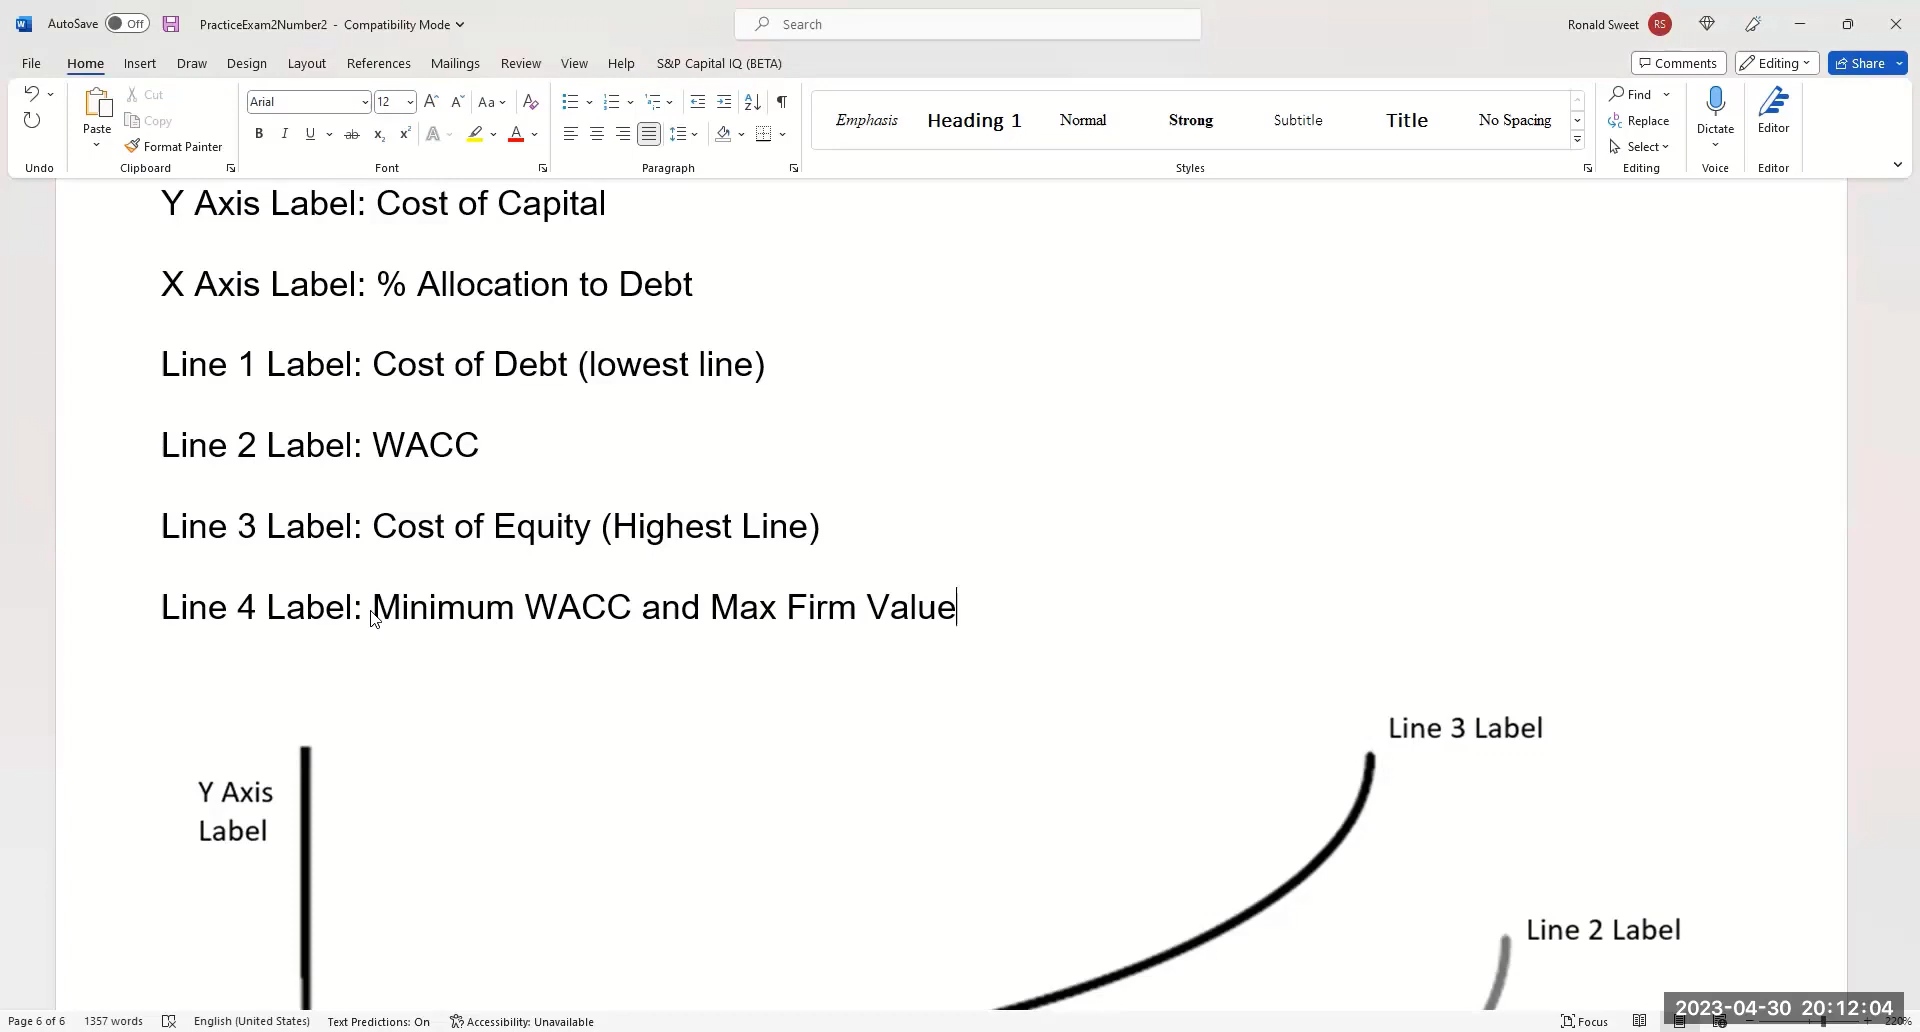 AutoSave Off PracticeExam2Number2 - Compatibility Mode Search Ronald Sweet RS
File Home Insert Draw Design Layout References Mailings Review View Help S&P Capital IQ (BETA) Comments Editing Share
Paste Cut Copy Format Painter Arial 12 Emphasis Heading 1 Normal Strong Subtitle Title No Spacing Find Replace Select Dictate Editor
Undo Clipboard Font Paragraph Styles Editing Voice Editor
Y Axis Label: Cost of Capital
X Axis Label: % Allocation to Debt
Line 1 Label: Cost of Debt (lowest line)
Line 2 Label: WACC
Line 3 Label: Cost of Equity (Highest Line)
Line 4 Label: Minimum WACC and Max Firm Value
Line 3 Label
Y Axis
Label
Line 2 Label
2023-04-30 20:12:04
Page 6 of 6 1357 words English (United States) Text Predictions: On Accessibility: Unavailable Focus 220%